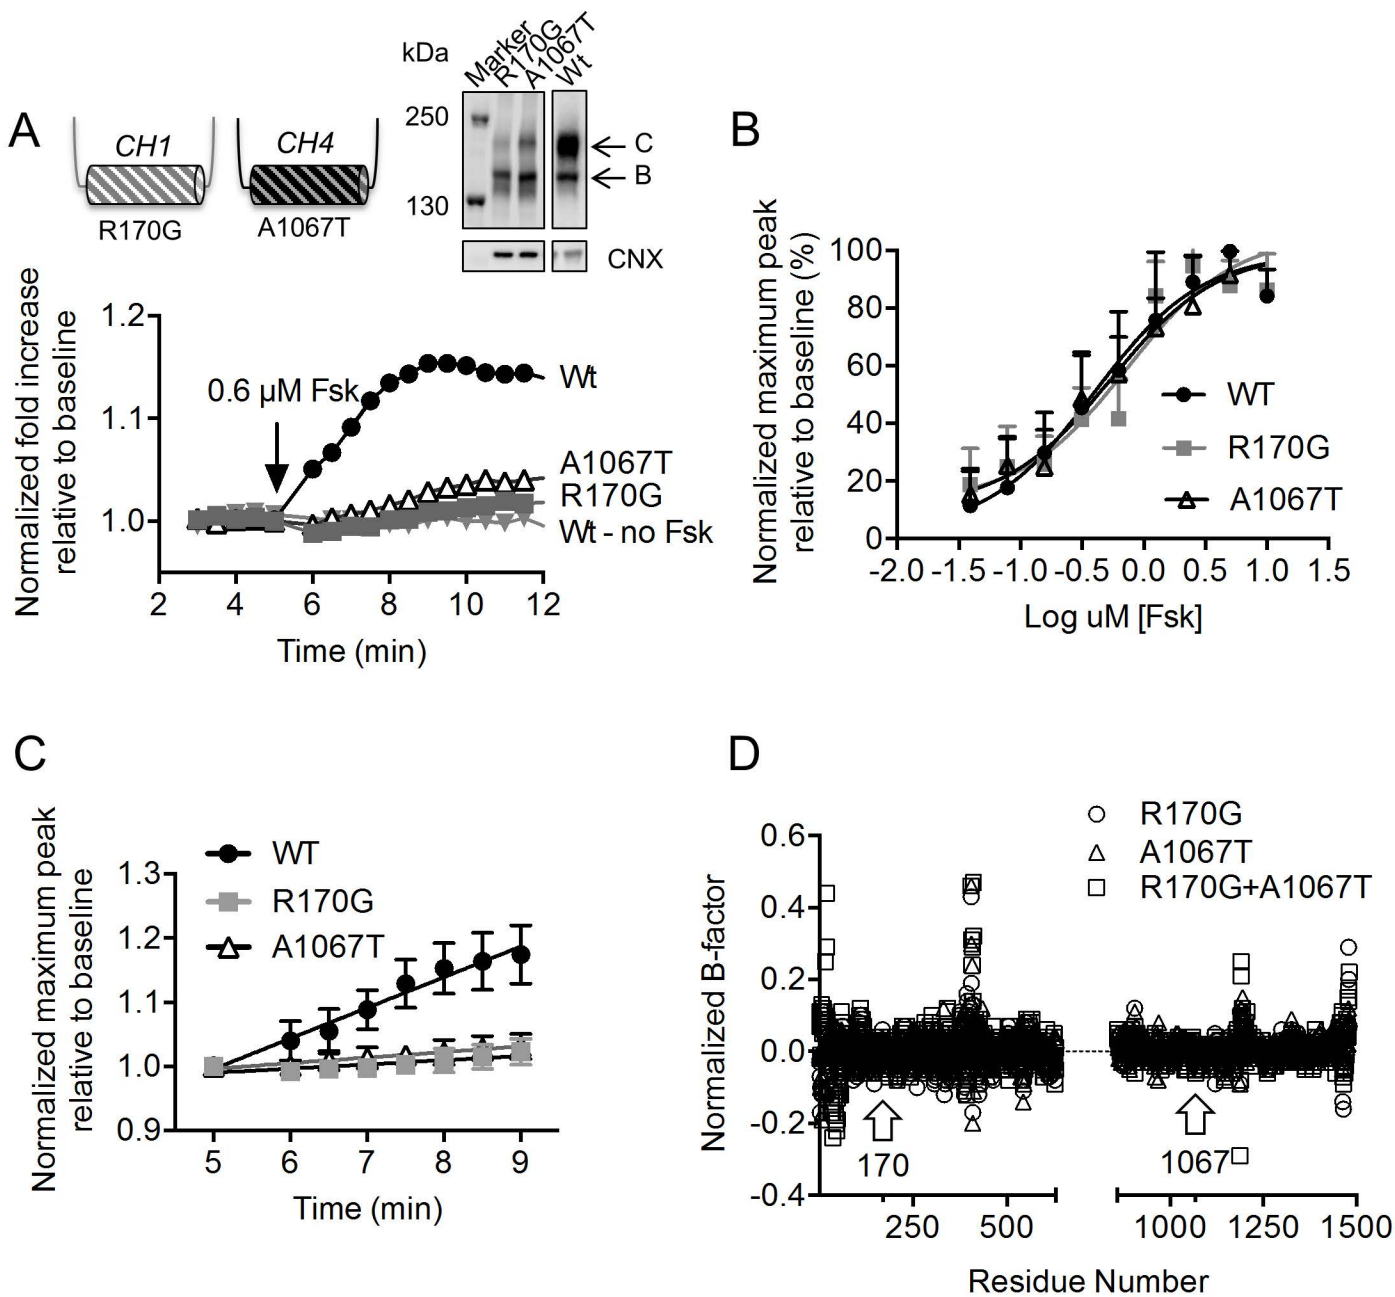 A
CH1
R170G
CH4
A1067T
kDa
250
130
Marker
R170G
A1067T
Wt
C
B
CNX
Normalized fold increase
relative to baseline
1.2
1.1
1.0
0.6 µM Fsk
Wt
A1067T
R170G
Wt - no Fsk
2 4 6 8 10 12
Time (min)
B
Normalized maximum peak
relative to baseline (%)
100
80
60
40
20
0
WT
R170G
A1067T
-2.0 -1.5 -1.0 -0.5 0.0 0.5 1.0 1.5
Log uM [Fsk]
C
Normalized maximum peak
relative to baseline
WT
R170G
A1067T
1.3
1.2
1.1
1.0
0.9
5 6 7 8 9
Time (min)
D
R170G
A1067T
R170G+A1067T
Normalized B-factor
0.6
0.4
0.2
0.0
-0.2
-0.4
170
1067
250 500 1000 1250 1500
Residue Number